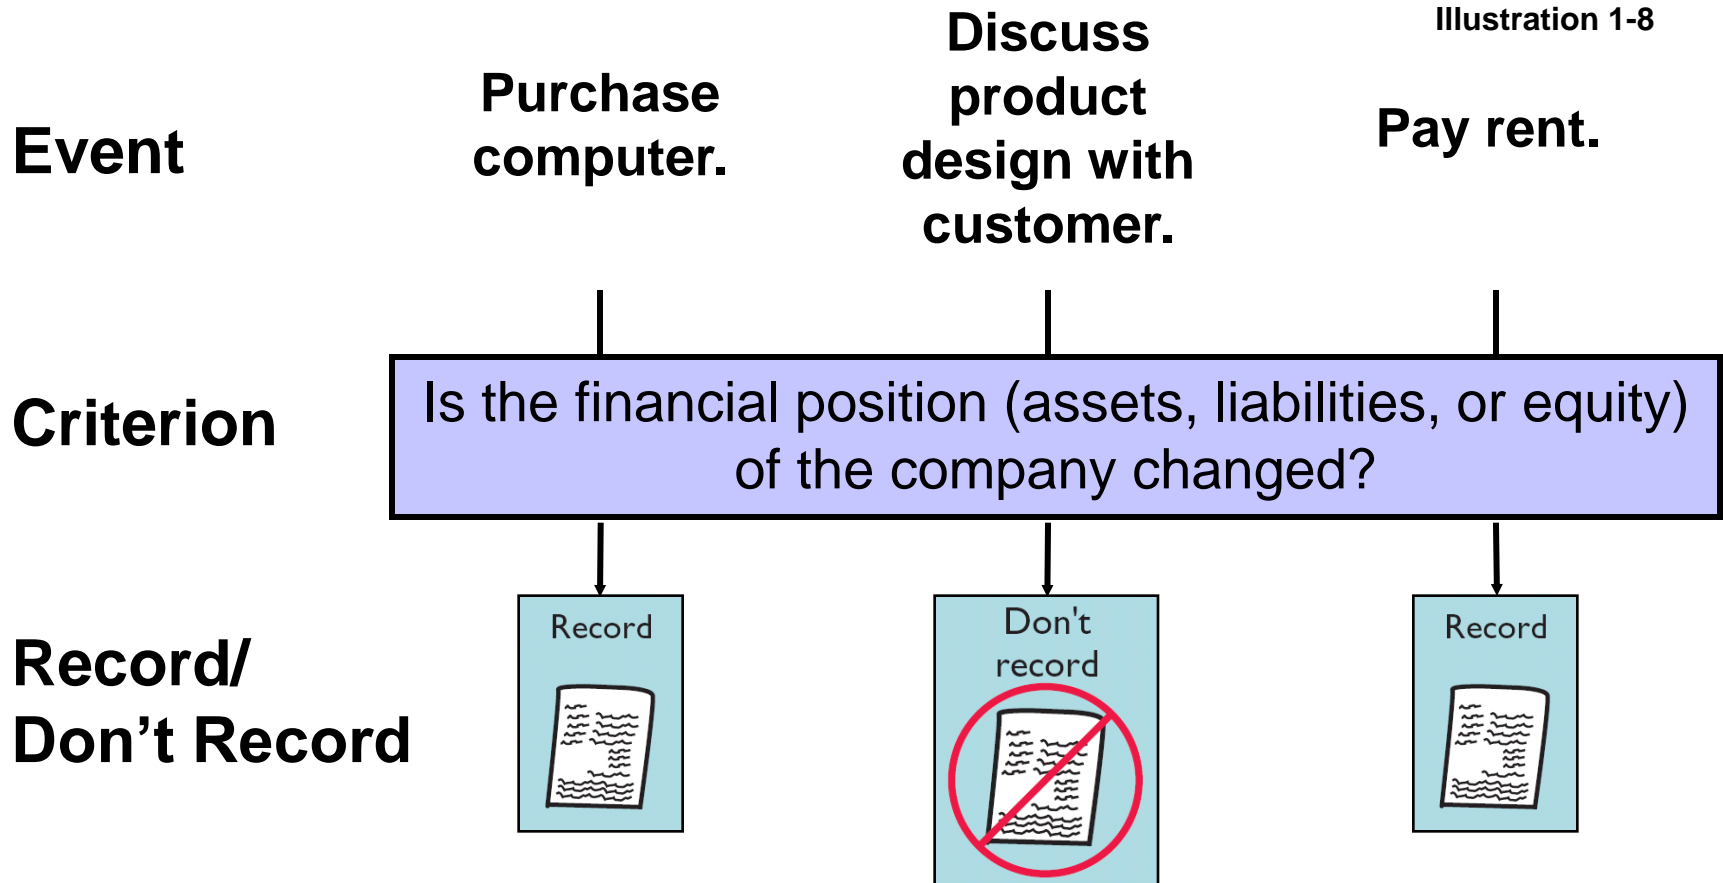 Illustration 1-8
Event
Purchase
computer.
Discuss
product
design with
customer.
Pay rent.
Criterion
Is the financial position (assets, liabilities, or equity)
of the company changed?
Record/
Don’t Record
Record
Don't
record
Record